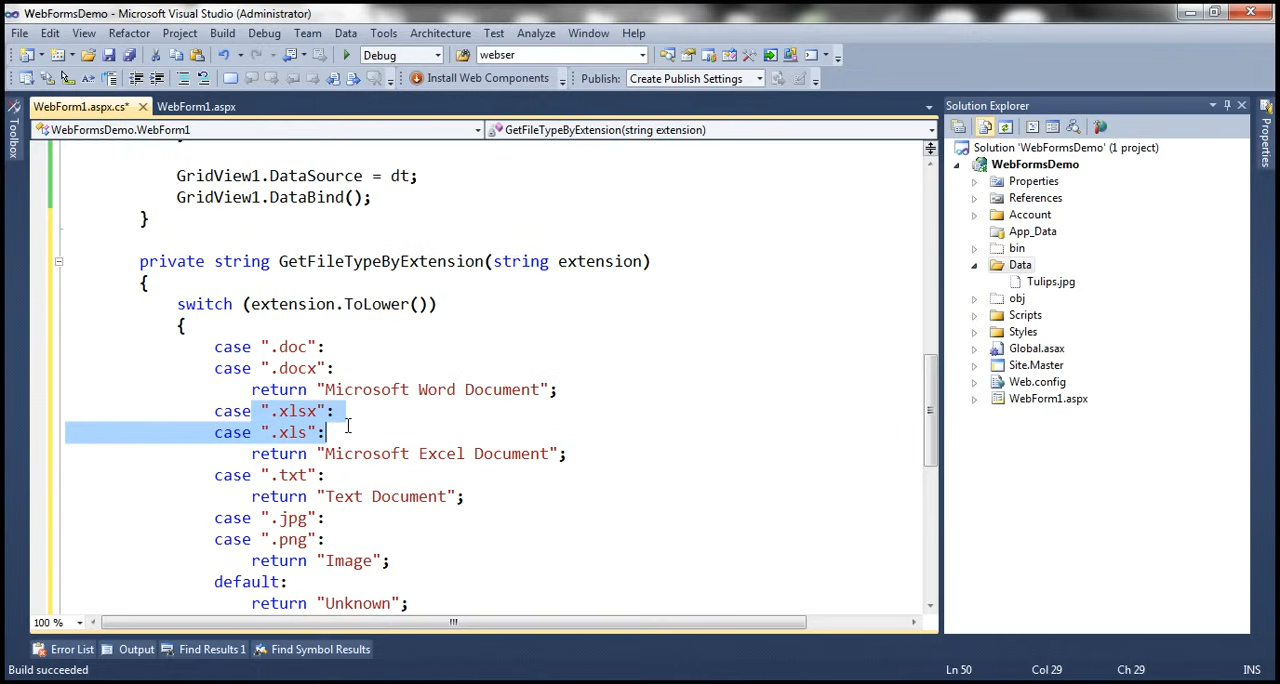 WebFormsDemo - Microsoft Visual Studio (Administrator)
File Edit View Refactor Project Build Debug Team Data Tools Architecture Test Analyze Window Help
Debug webser
Install Web Components Publish: Create Publish Settings
WebForm1.aspx.cs* WebForm1.aspx
WebFormsDemo.WebForm1 GetFileTypeByExtension(string extension)
Toolbox
GridView1.DataSource = dt;
GridView1.DataBind();
}
private string GetFileTypeByExtension(string extension)
{
switch (extension.ToLower())
{
case ".doc":
case ".docx":
return "Microsoft Word Document";
case ".xlsx":
case ".xls":
return "Microsoft Excel Document";
case ".txt":
return "Text Document";
case ".jpg":
case ".png":
return "Image";
default:
return "Unknown";
100 %
Solution Explorer
Solution 'WebFormsDemo' (1 project)
WebFormsDemo
Properties
References
Account
App_Data
bin
Data
Tulips.jpg
obj
Scripts
Styles
Global.asax
Site.Master
Web.config
WebForm1.aspx
Properties
Error List Output Find Results 1 Find Symbol Results
Build succeeded Ln 50 Col 29 Ch 29 INS